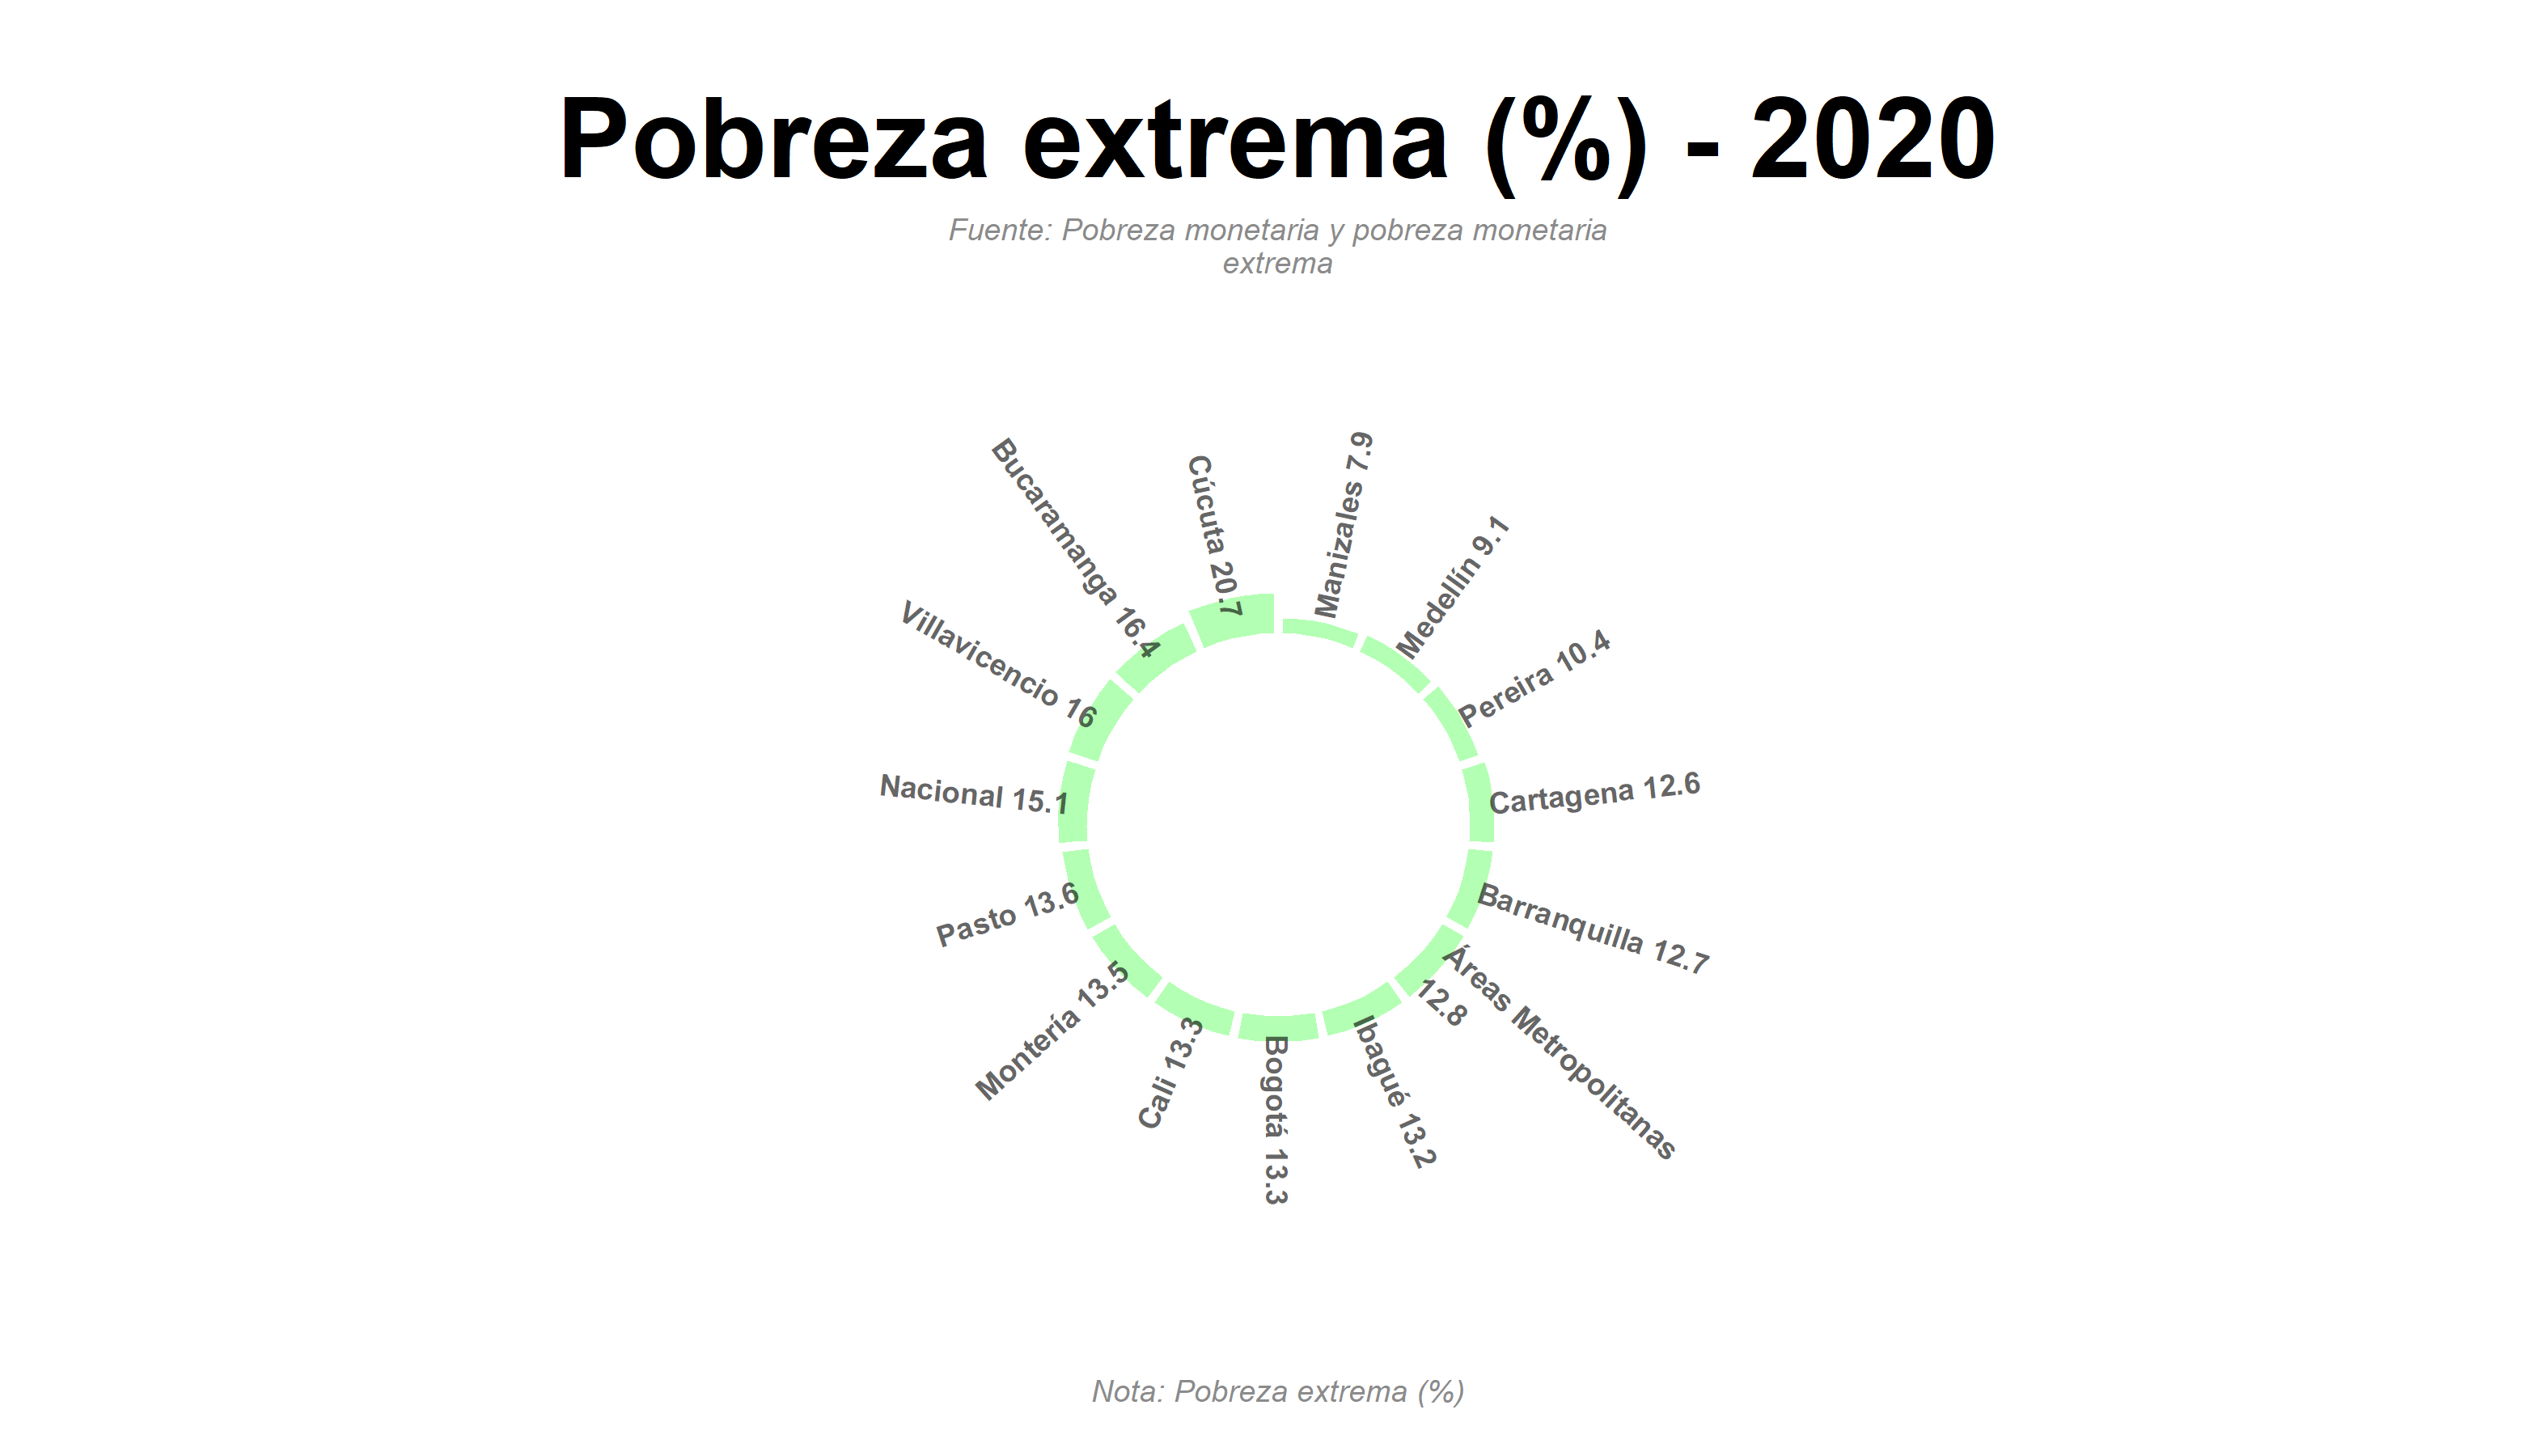 Pobreza extrema (%) - 2020
Fuente: Pobreza monetaria y pobreza monetaria
extrema
Manizales 7.9
Medellín 9.1
Pereira 10.4
Cartagena 12.6
Barranquilla 12.7
Áreas Metropolitanas
12.8
Ibagué 13.2
Bogotá 13.3
Cali 13.3
Montería 13.5
Pasto 13.6
Nacional 15.1
Villavicencio 16
Bucaramanga 16.4
Cúcuta 20.7
Nota: Pobreza extrema (%)